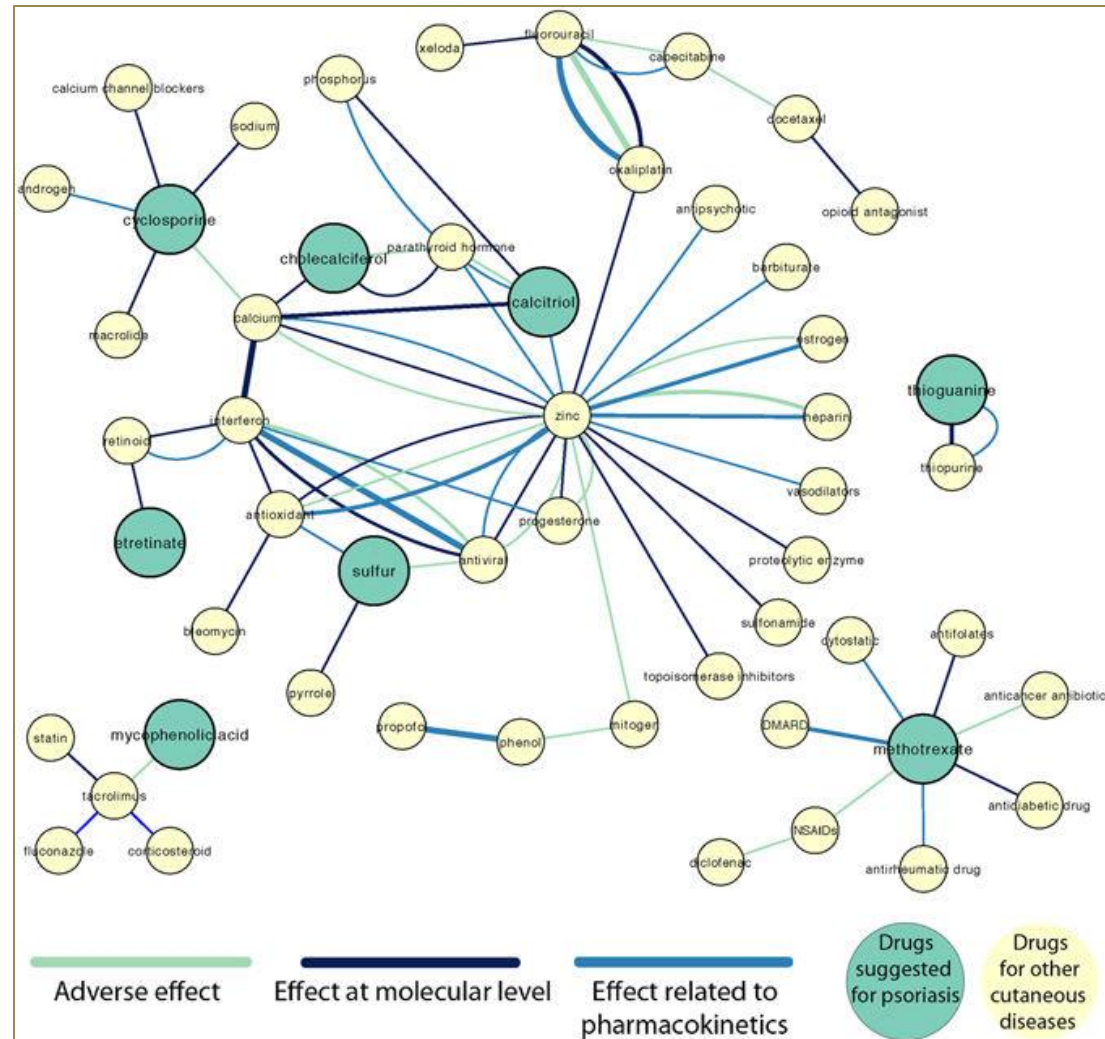 fluorouracil
xeloda
capecitabine
phosphorus
calcium channel blockers
sodium
docetaxel
oxaliplatin
androgen
cyclosporine
antipsychotic
opioid antagonist
parathyroid hormone
cholecalciferol
barbiturate
calcitriol
calcium
macrolide
estrogen
thioguanine
zinc
heparin
interferon
retinoid
thiopurine
vasodilators
antioxidant
progesterone
etretinate
sulfur
antiviral
proteolytic enzyme
bleomycin
sulfonamide
cytostatic
antifolates
topoisomerase inhibitors
pyrrole
anticancer antibiotic
propofo
mitogen
DMARD
statin
mycophenolic acid
phenol
methotrexate
tacrolimus
antidiabetic drug
NSAIDs
fluconazole
corticosteroid
diclofenac
antirheumatic drug
Adverse effect
Effect at molecular level
Effect related to
pharmacokinetics
Drugs
suggested
for psoriasis
Drugs
for other
cutaneous
diseases